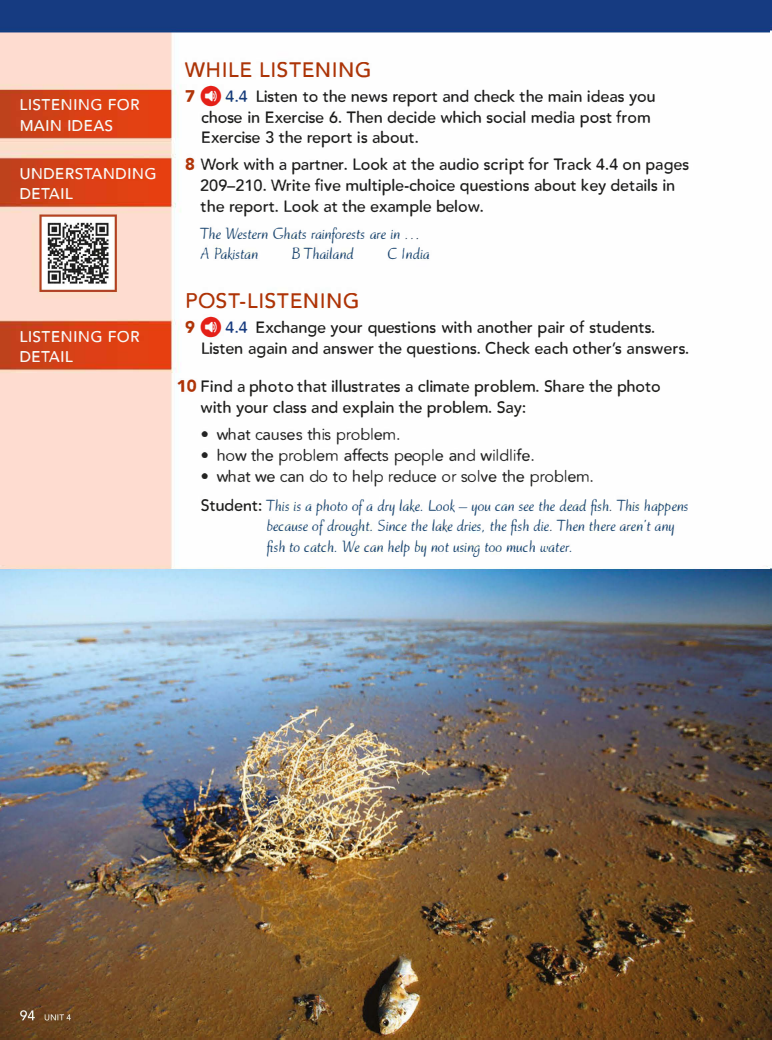 WHILE LISTENING
LISTENING FOR
MAIN IDEAS
7 4.4 Listen to the news report and check the main ideas you
chose in Exercise 6. Then decide which social media post from
Exercise 3 the report is about.
UNDERSTANDING
DETAIL
8 Work with a partner. Look at the audio script for Track 4.4 on pages
209–210. Write five multiple-choice questions about key details in
the report. Look at the example below.
The Western Ghats rainforests are in …
A Pakistan B Thailand C India
POST-LISTENING
LISTENING FOR
DETAIL
9 4.4 Exchange your questions with another pair of students.
Listen again and answer the questions. Check each other's answers.
10 Find a photo that illustrates a climate problem. Share the photo
with your class and explain the problem. Say:
• what causes this problem.
• how the problem affects people and wildlife.
• what we can do to help reduce or solve the problem.
Student: This is a photo of a dry lake. Look – you can see the dead fish. This happens
because of drought. Since the lake dries, the fish die. Then there aren't any
fish to catch. We can help by not using too much water.
94 UNIT 4